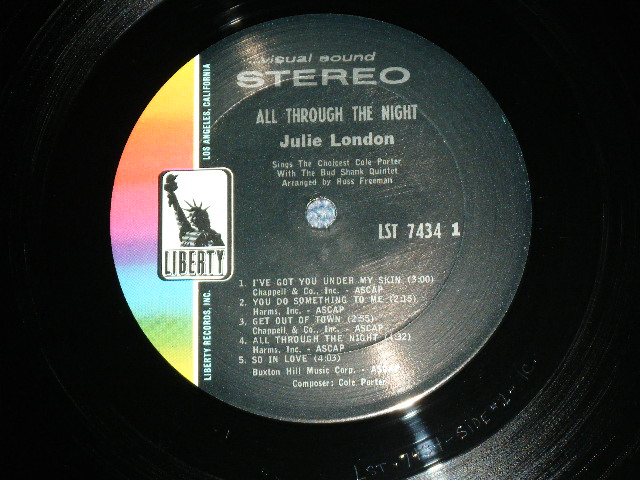 visual sound
STEREO
ALL THROUGH THE NIGHT
Julie London
Sings The Choicest Cole Porter
With The Bud Shank Quintet
Arranged by Russ Freeman
LST 7434 1
LIBERTY
LOS ANGELES, CALIFORNIA
LIBERTY RECORDS, INC.
1. I'VE GOT YOU UNDER MY SKIN (3:00)
Chappell & Co., Inc. - ASCAP
2. YOU DO SOMETHING TO ME
Harms, Inc. - ASCAP
3. GET OUT OF TOWN (2:55)
Chappell & Co., Inc. - ASCAP
4. ALL THROUGH THE NIGHT (4:32)
Harms, Inc. - ASCAP
5. SO IN LOVE (4:03)
Buxton Hill Music Corp. - ASCAP
Composer: Cole Porter